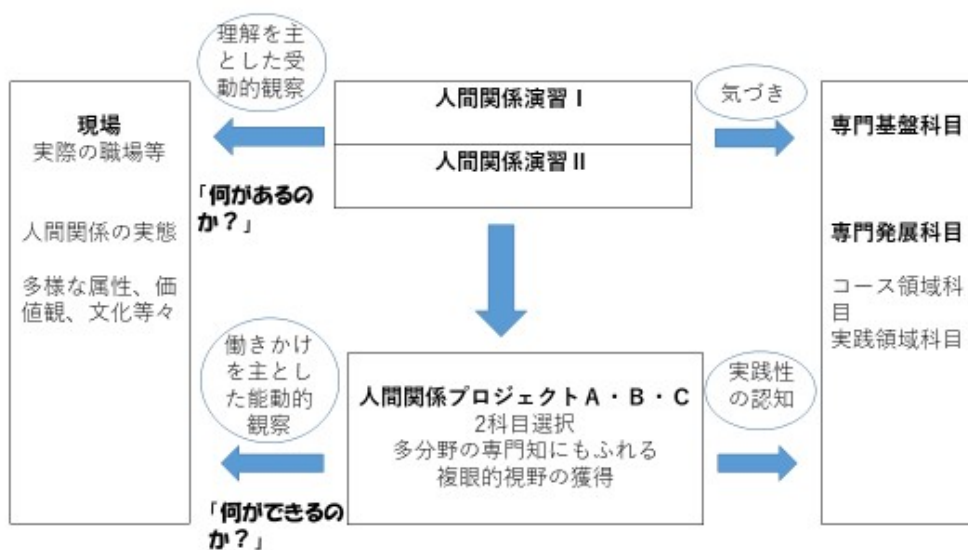 理解を主
とした受
動的観察
現場
実際の職場等
人間関係の実態
多様な属性、価
値観、文化等々
「何があるの
か？」
人間関係演習Ⅰ
人間関係演習Ⅱ
気づき
専門基盤科目
専門発展科目
コース領域科
目
実践領域科目
働きかけ
を主とし
た能動的
観察
「何ができるの
か？」
人間関係プロジェクトA・B・C
2科目選択
多分野の専門知にもふれる
複眼的視野の獲得
実践性
の認知